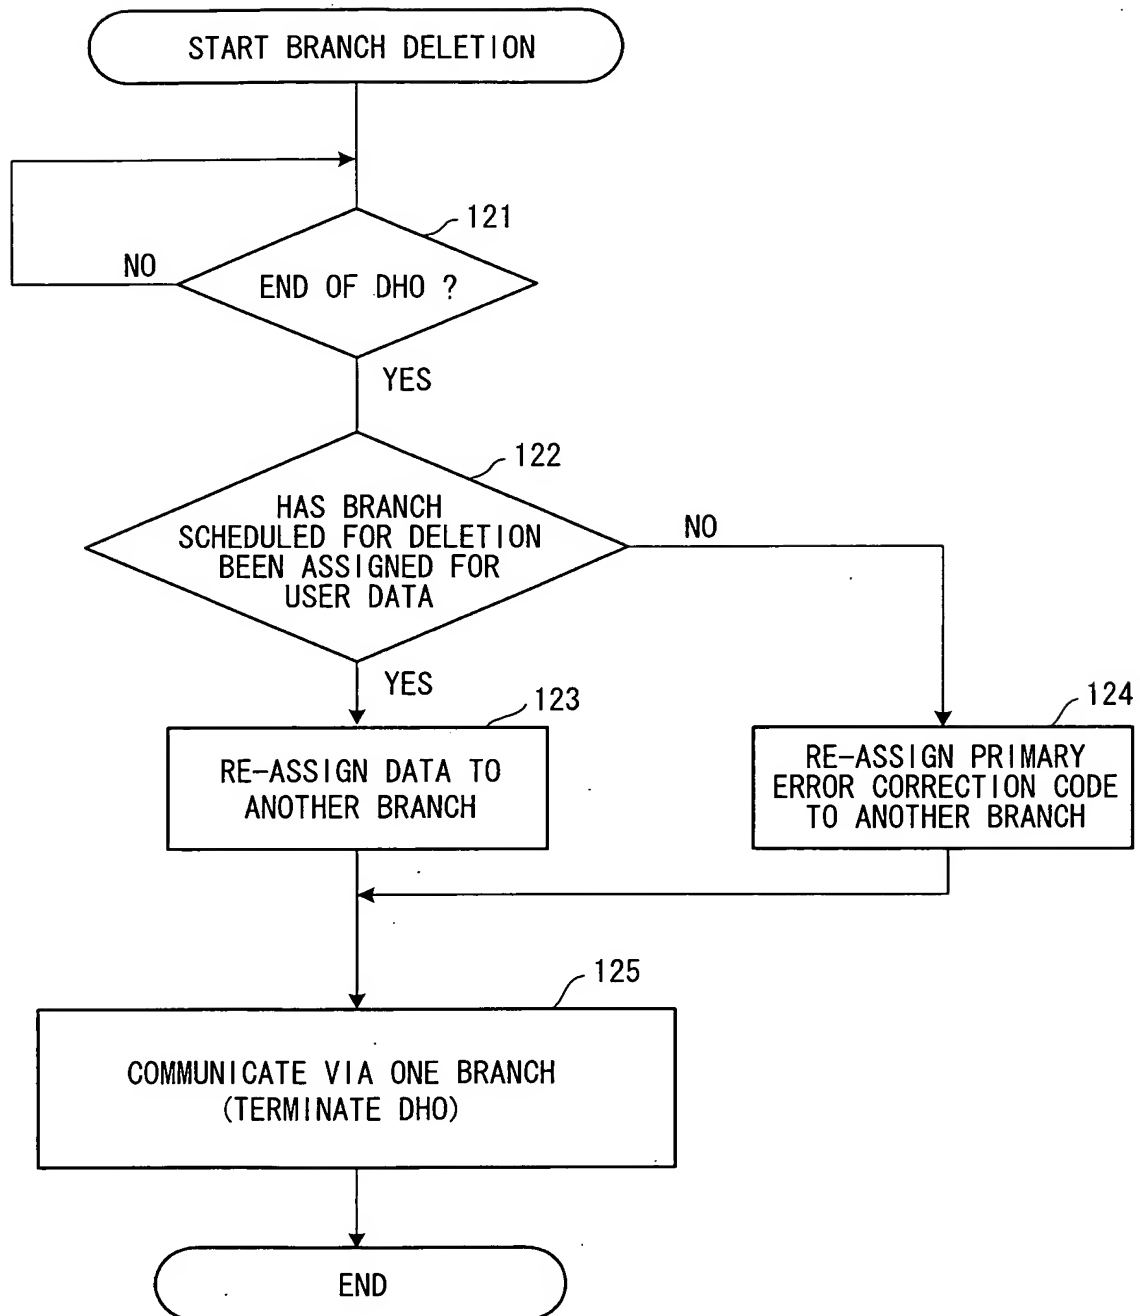 START BRANCH DELETION
121
NO
END OF DHO ?
YES
122
HAS BRANCH
SCHEDULED FOR DELETION
BEEN ASSIGNED FOR
USER DATA
NO
YES
123
124
RE-ASSIGN DATA TO
ANOTHER BRANCH
RE-ASSIGN PRIMARY
ERROR CORRECTION CODE
TO ANOTHER BRANCH
125
COMMUNICATE VIA ONE BRANCH
(TERMINATE DHO)
END